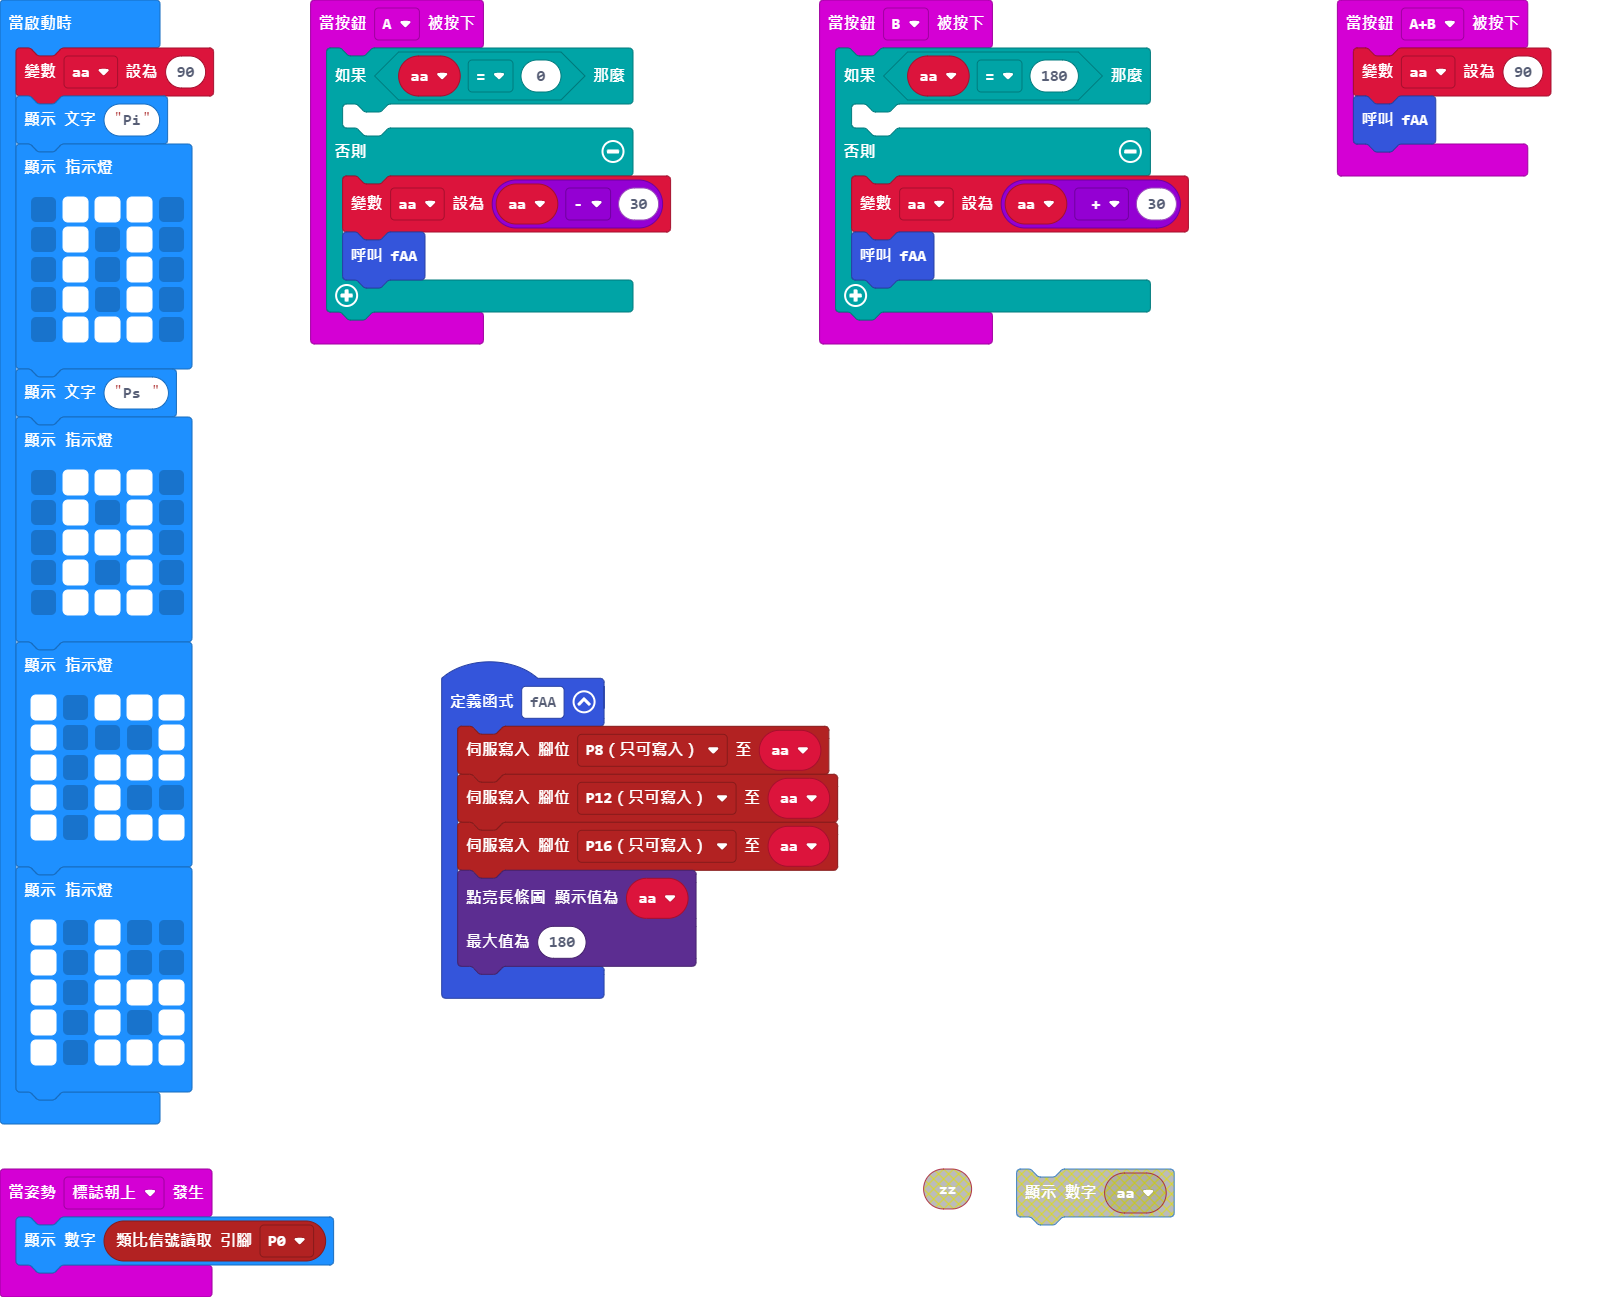 當啟動時
變數 aa 設為 90
顯示 文字 "Pi"
顯示 指示燈
顯示 文字 "Ps "
顯示 指示燈
顯示 指示燈
顯示 指示燈
當按鈕 A 被按下
如果 aa = 0 那麼
否則
變數 aa 設為 aa - 30
呼叫 fAA
當按鈕 B 被按下
如果 aa = 180 那麼
否則
變數 aa 設為 aa + 30
呼叫 fAA
當按鈕 A+B 被按下
變數 aa 設為 90
呼叫 fAA
定義函式 fAA
伺服寫入 腳位 P8（只可寫入） 至 aa
伺服寫入 腳位 P12（只可寫入） 至 aa
伺服寫入 腳位 P16（只可寫入） 至 aa
點亮長條圖 顯示值為 aa
最大值為 180
當姿勢 標誌朝上 發生
顯示 數字 類比信號讀取 引腳 P0
zz
顯示 數字 aa